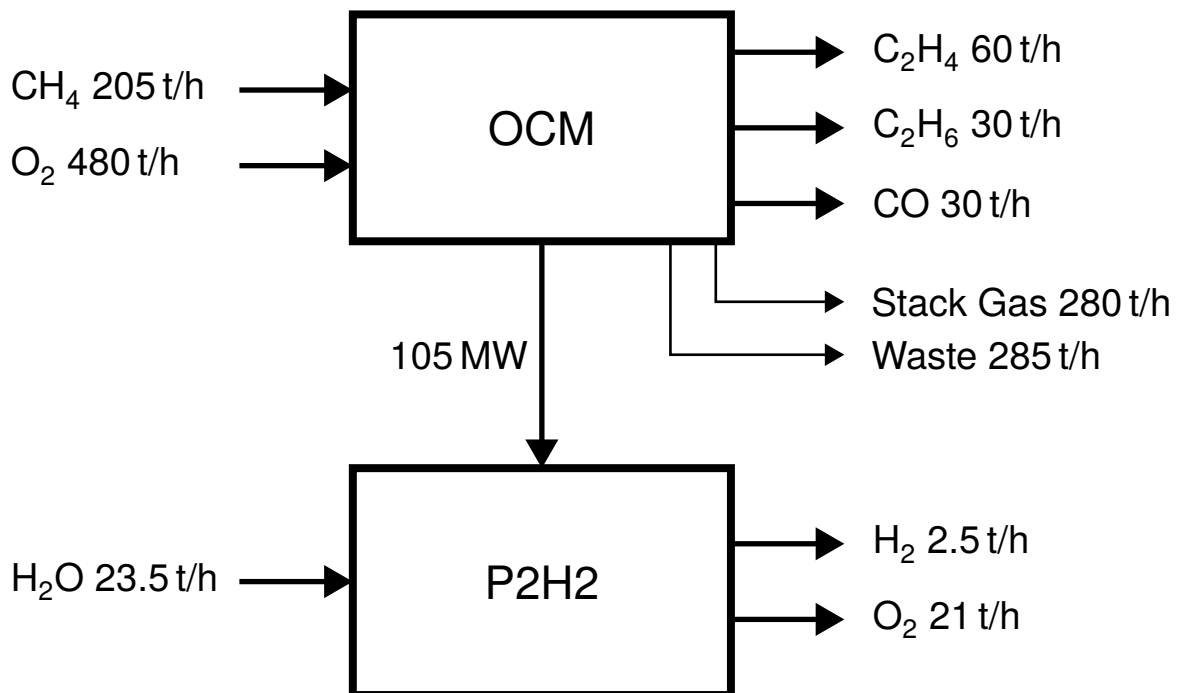 CH₄ 205 t/h
O₂ 480 t/h
OCM
C₂H₄ 60 t/h
C₂H₆ 30 t/h
CO 30 t/h
Stack Gas 280 t/h
Waste 285 t/h
105 MW
H₂O 23.5 t/h
P2H2
H₂ 2.5 t/h
O₂ 21 t/h